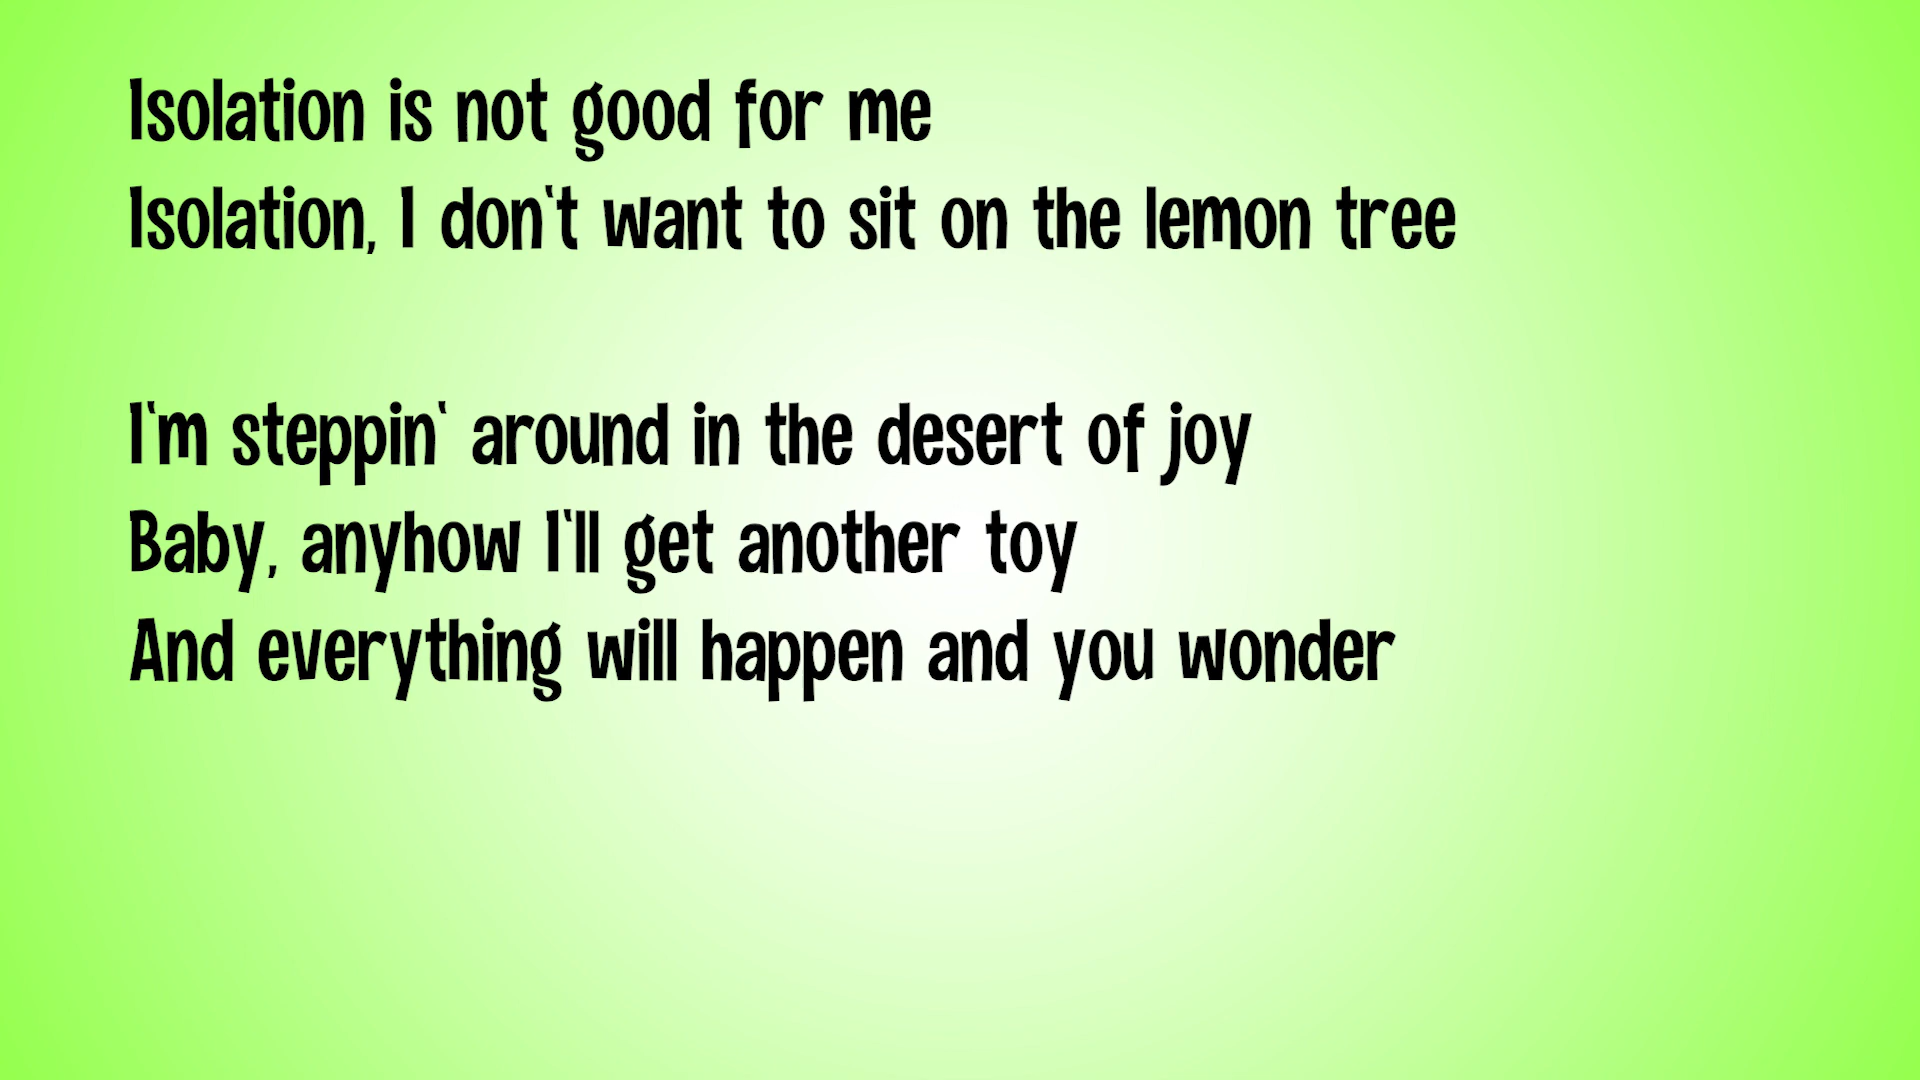 Isolation is not good for me
Isolation, I don't want to sit on the lemon tree
I'm steppin' around in the desert of joy
Baby, anyhow I'll get another toy
And everything will happen and you wonder